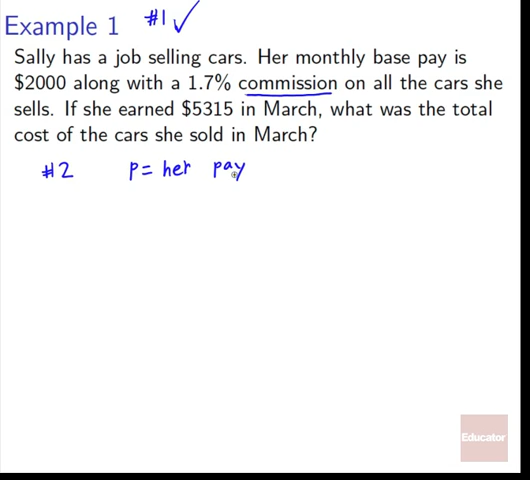 Example 1 #1 ✓
Sally has a job selling cars. Her monthly base pay is
$2000 along with a 1.7% commission on all the cars she
sells. If she earned $5315 in March, what was the total
cost of the cars she sold in March?
#2 P = her pay
Educator